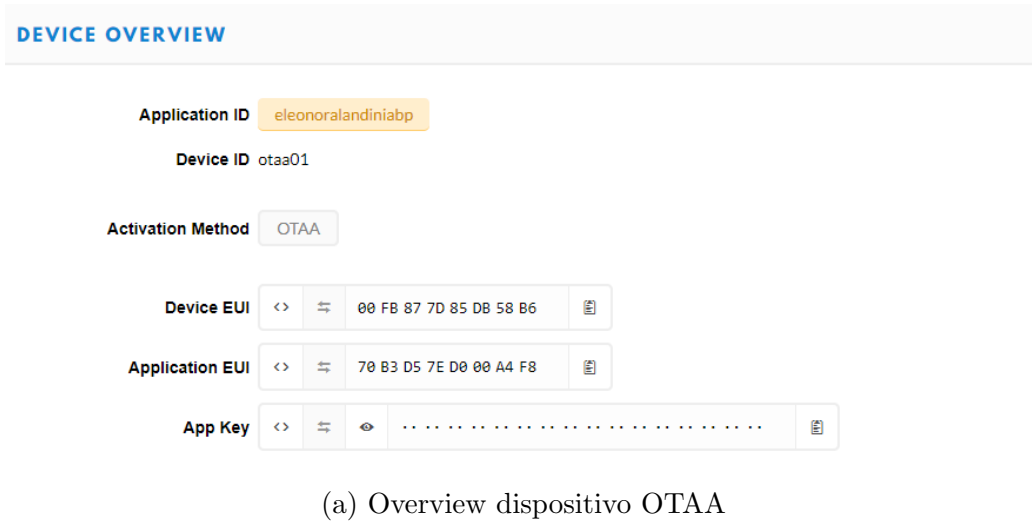 DEVICE OVERVIEW
Application ID eleonoralandiniabp
Device ID otaa01
Activation Method OTAA
Device EUI <> 00 FB 87 7D 85 DB 58 B6
Application EUI <> 70 B3 D5 7E D0 00 A4 F8
App Key <> ·· ·· ·· ·· ·· ·· ·· ·· ·· ·· ·· ·· ·· ·· ·· ··
(a) Overview dispositivo OTAA